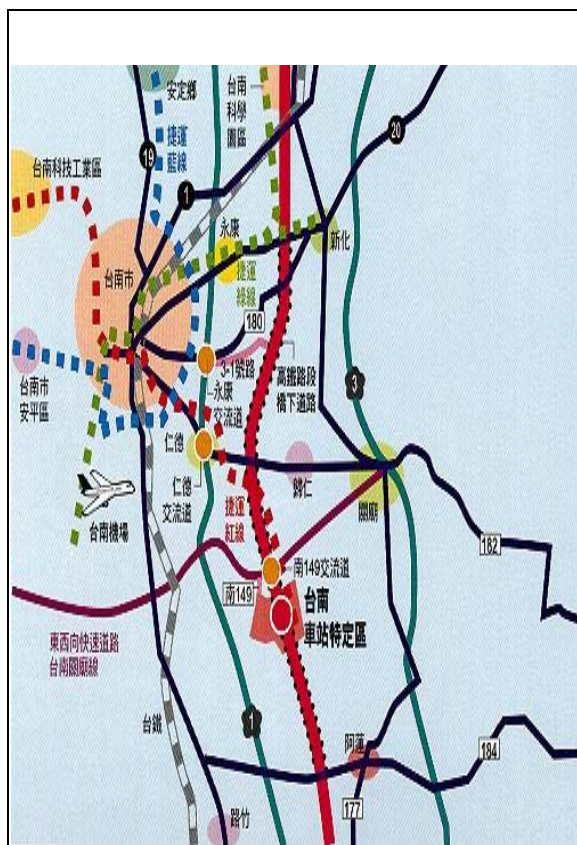 安定鄉
台南
科學
園區
捷運
藍線
19
20
1
台南科技工業區
永康
新化
台南市
捷運
綠線
180
3-1號路
高鐵路段
橋下道路
台南市
安平區
永康
交流道
3
仁德
歸仁
關廟
仁德
交流道
捷運
紅線
台南機場
182
南149交流道
南149
台南
車站特定區
東西向快速道路
台南關廟線
台鐵
1
阿蓮
184
177
路竹